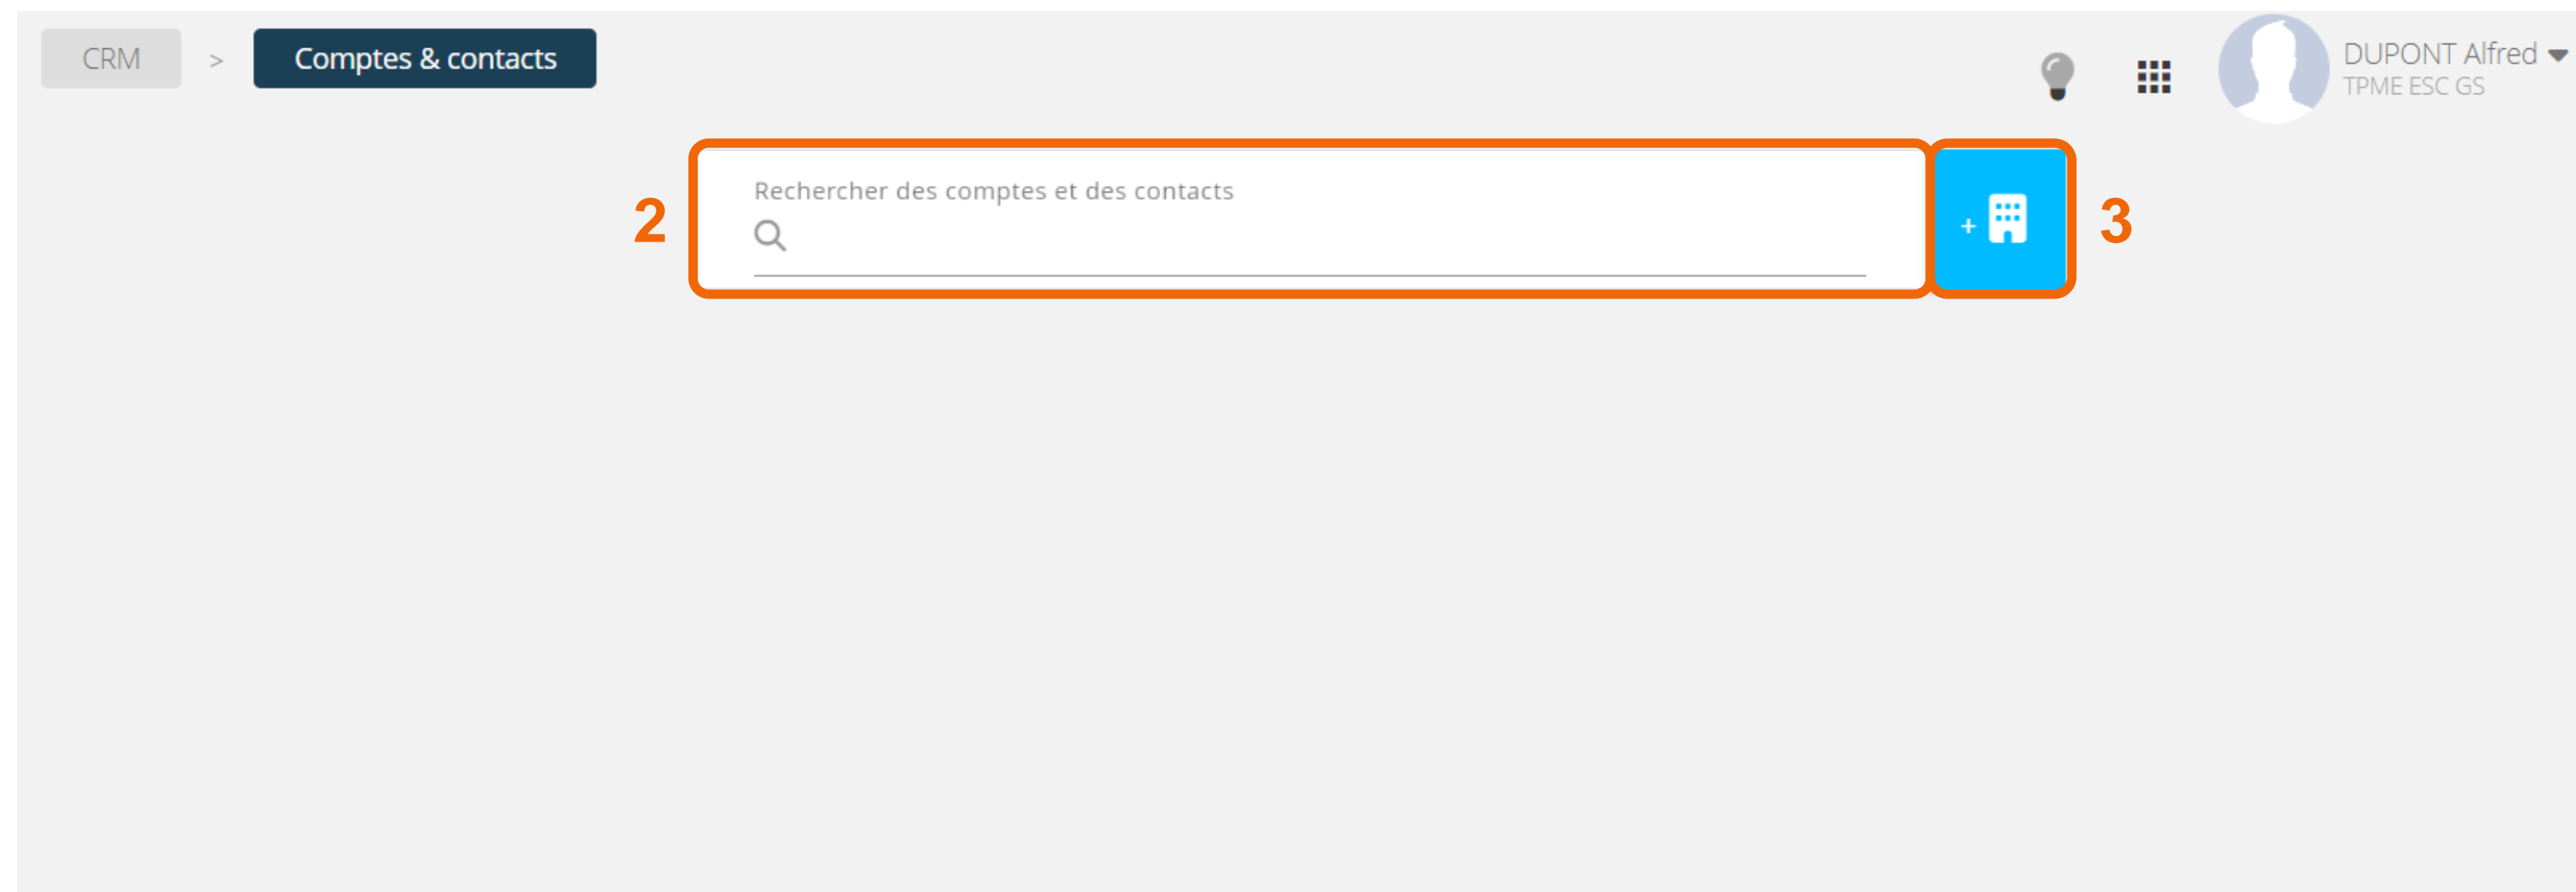 CRM > Comptes & contacts
DUPONT Alfred
TPME ESC GS
2
Rechercher des comptes et des contacts
+
3